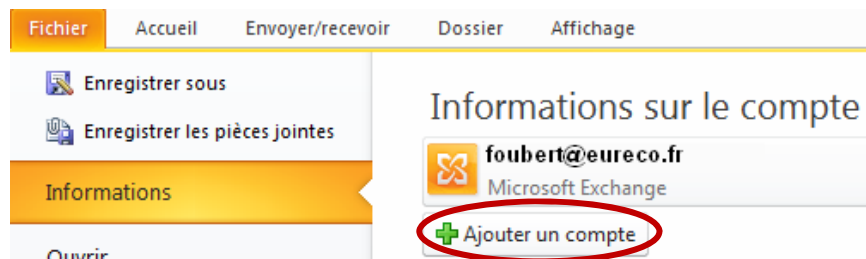 Fichier Accueil Envoyer/recevoir Dossier Affichage
Enregistrer sous
Enregistrer les pièces jointes
Informations
Ouvrir
Informations sur le compte
foubert@eureco.fr
Microsoft Exchange
Ajouter un compte